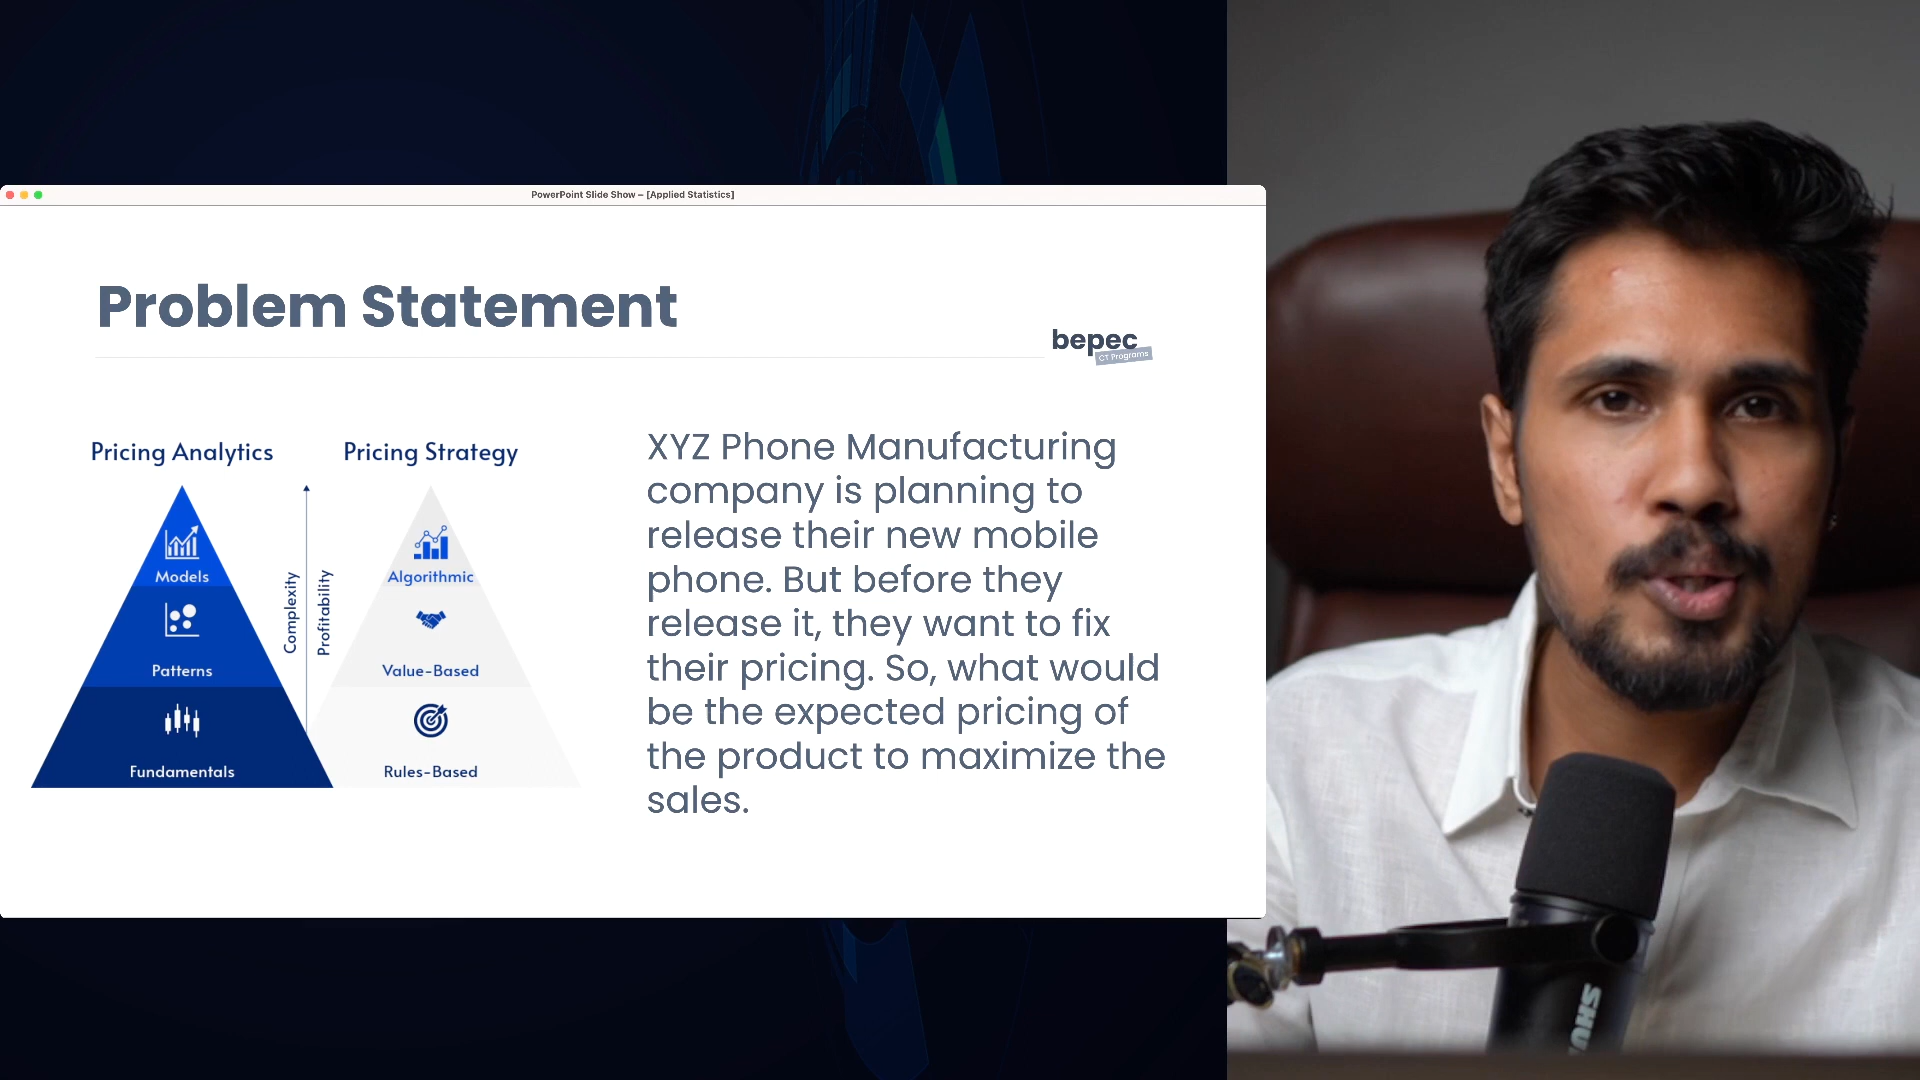 PowerPoint Slide Show – [Applied Statistics]
Problem Statement
bepec
CT Programs
Pricing Analytics
Pricing Strategy
Models
Algorithmic
Complexity
Profitability
Patterns
Value-Based
Fundamentals
Rules-Based
XYZ Phone Manufacturing
company is planning to
release their new mobile
phone. But before they
release it, they want to fix
their pricing. So, what would
be the expected pricing of
the product to maximize the
sales.
SHU